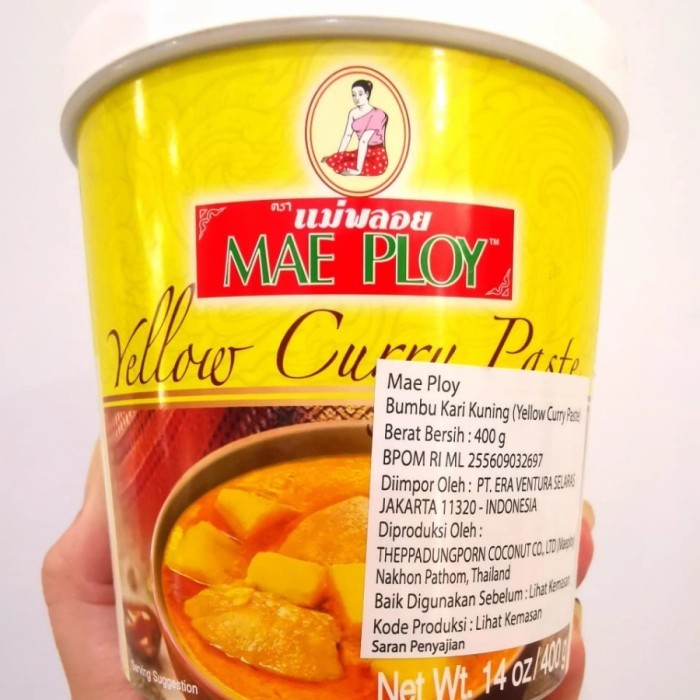 ตรา แม่พลอย
MAE PLOY™
Yellow Curry Paste
Mae Ploy
Bumbu Kari Kuning (Yellow Curry Paste)
Berat Bersih : 400 g
BPOM RI ML 255609032697
Diimpor Oleh : PT. ERA VENTURA SELARAS
JAKARTA 11320 - INDONESIA
Diproduksi Oleh :
THEPPADUNGPORN COCONUT CO., LTD (Maeploy)
Nakhon Pathom, Thailand
Baik Digunakan Sebelum : Lihat Kemasan
Kode Produksi : Lihat Kemasan
Saran Penyajian
Serving Suggestion
Net Wt. 14 oz/400g